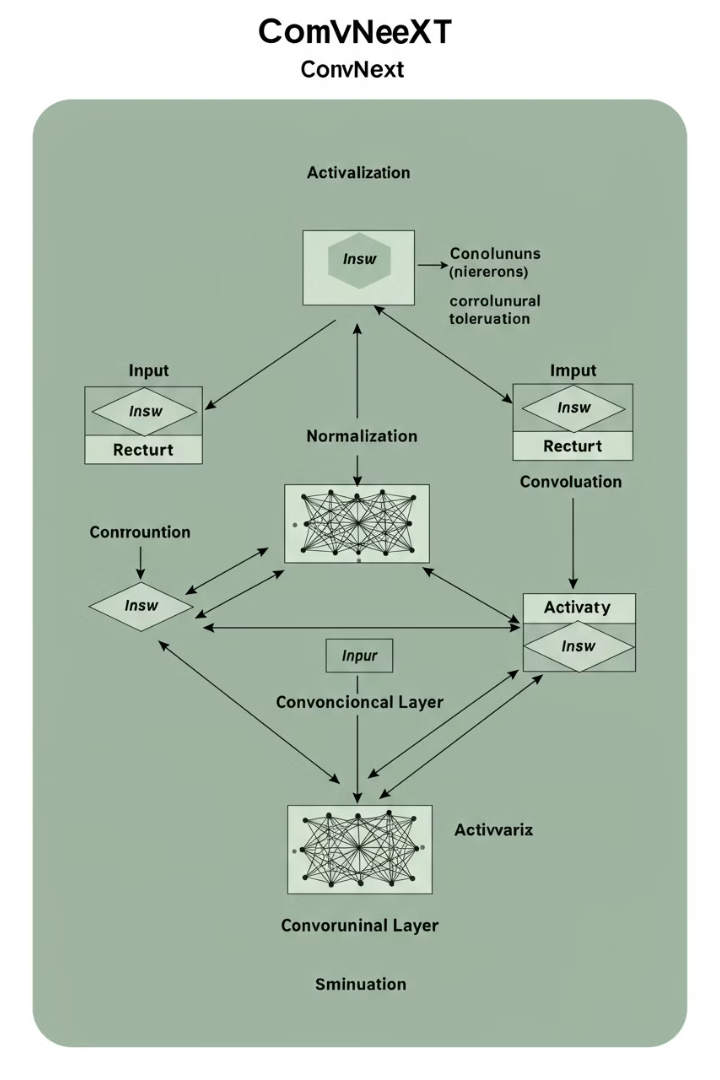 ComVNeeXT
ConvNext
Activalization
Insw
Conolununs
(niererons)
corrolunural
toleruation
Input
Insw
Recturt
Imput
Insw
Recturt
Normalization
Convoluation
Conrrountion
Insw
Activaty
Insw
Inpur
Convoncioncal Layer
Activvariz
Convoruninal Layer
Sminuation